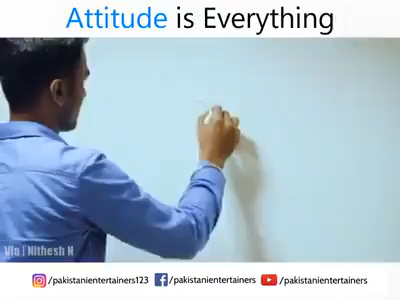 Attitude is Everything
Via | Nithesh N
/pakistanientertainers123 /pakistanientertainers /pakistanientertainers